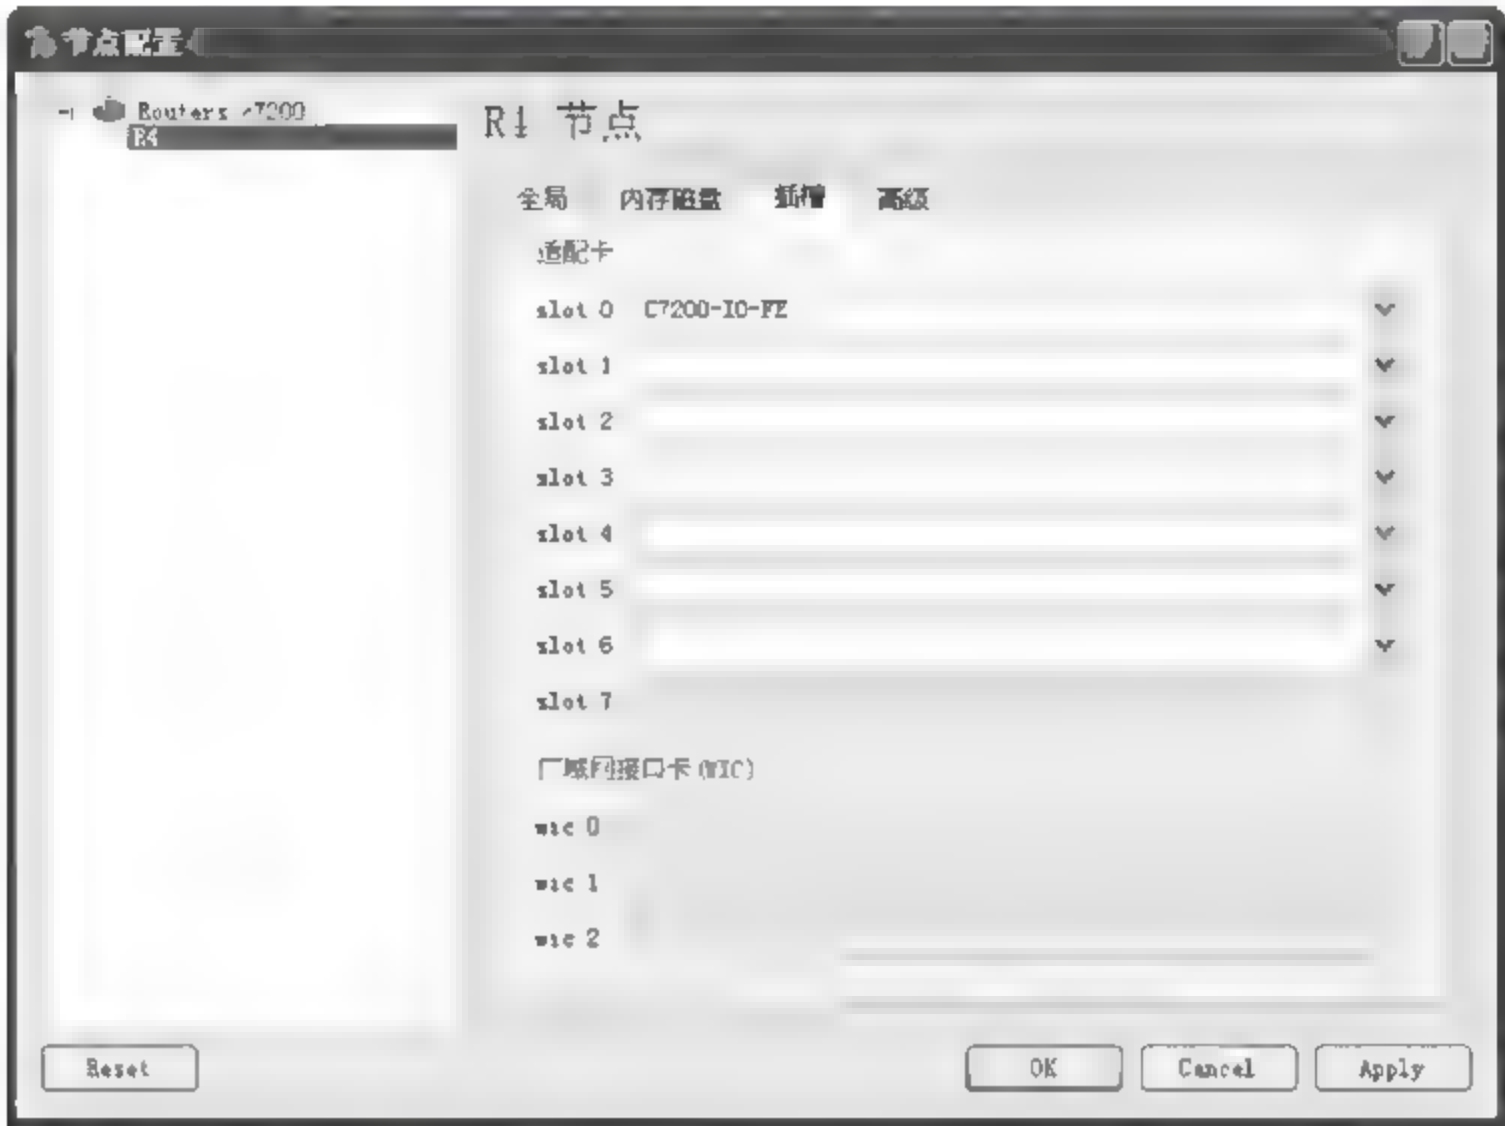 节点配置
Routers c7200
R4
R4 节点
全局 内存磁盘 插槽 高级
适配卡
slot 0 C7200-IO-FE
slot 1
slot 2
slot 3
slot 4
slot 5
slot 6
slot 7
广域网接口卡(WIC)
wic 0
wic 1
wic 2
Reset OK Cancel Apply